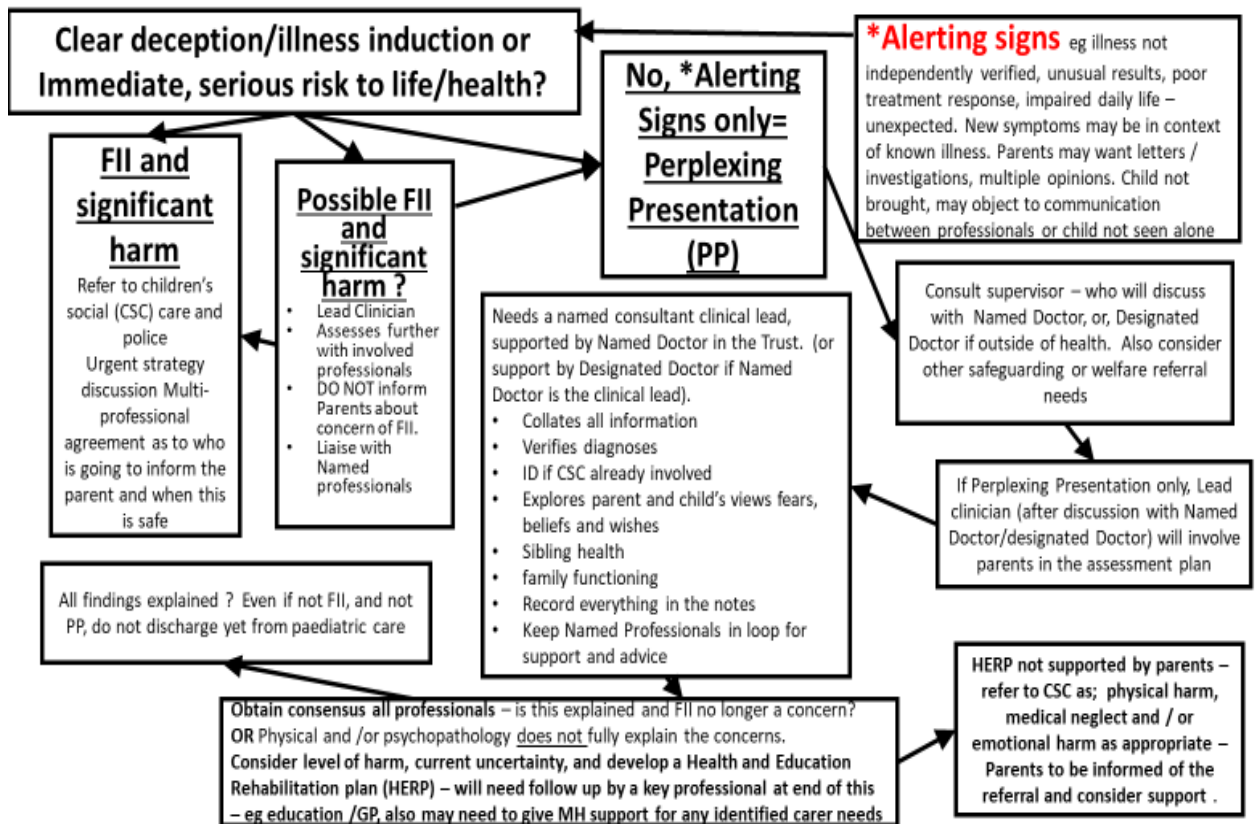 Clear deception/illness induction or
Immediate, serious risk to life/health?
*Alerting signs eg illness not
independently verified, unusual results, poor
treatment response, impaired daily life –
unexpected. New symptoms may be in context
of known illness. Parents may want letters /
investigations, multiple opinions. Child not
brought, may object to communication
between professionals or child not seen alone
No, *Alerting
Signs only=
Perplexing
Presentation
(PP)
FII and
significant
harm
Refer to children's
social (CSC) care and
police
Urgent strategy
discussion Multi-
professional
agreement as to who
is going to inform the
parent and when this
is safe
Possible FII
and
significant
harm ?
• Lead Clinician
• Assesses further
with involved
professionals
• DO NOT inform
Parents about
concern of FII.
• Liaise with
Named
professionals
Consult supervisor – who will discuss
with Named Doctor, or, Designated
Doctor if outside of health. Also consider
other safeguarding or welfare referral
needs
If Perplexing Presentation only, Lead
clinician (after discussion with Named
Doctor/designated Doctor) will involve
parents in the assessment plan
Needs a named consultant clinical lead,
supported by Named Doctor in the Trust. (or
support by Designated Doctor if Named
Doctor is the clinical lead).
• Collates all information
• Verifies diagnoses
• ID if CSC already involved
• Explores parent and child's views fears,
beliefs and wishes
• Sibling health
• family functioning
• Record everything in the notes
• Keep Named Professionals in loop for
support and advice
All findings explained ? Even if not FII, and not
PP, do not discharge yet from paediatric care
Obtain consensus all professionals – is this explained and FII no longer a concern?
OR Physical and /or psychopathology does not fully explain the concerns.
Consider level of harm, current uncertainty, and develop a Health and Education
Rehabilitation plan (HERP) – will need follow up by a key professional at end of this
– eg education /GP, also may need to give MH support for any identified carer needs
HERP not supported by parents –
refer to CSC as; physical harm,
medical neglect and / or
emotional harm as appropriate –
Parents to be informed of the
referral and consider support .